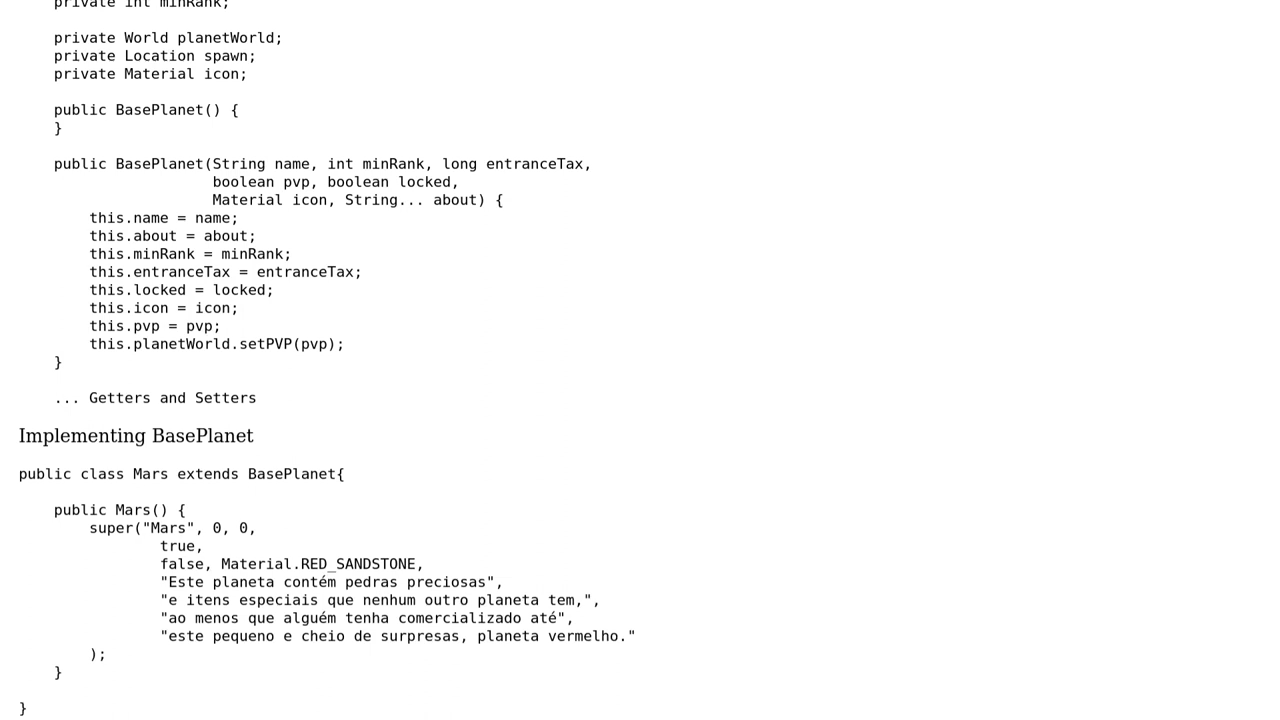 private int minRank;
private World planetWorld;
private Location spawn;
private Material icon;
public BasePlanet() {
}
public BasePlanet(String name, int minRank, long entranceTax,
boolean pvp, boolean locked,
Material icon, String... about) {
this.name = name;
this.about = about;
this.minRank = minRank;
this.entranceTax = entranceTax;
this.locked = locked;
this.icon = icon;
this.pvp = pvp;
this.planetWorld.setPVP(pvp);
}
... Getters and Setters
Implementing BasePlanet
public class Mars extends BasePlanet{
public Mars() {
super("Mars", 0, 0,
true,
false, Material.RED_SANDSTONE,
"Este planeta contém pedras preciosas",
"e itens especiais que nenhum outro planeta tem,",
"ao menos que alguém tenha comercializado até",
"este pequeno e cheio de surpresas, planeta vermelho."
);
}
}